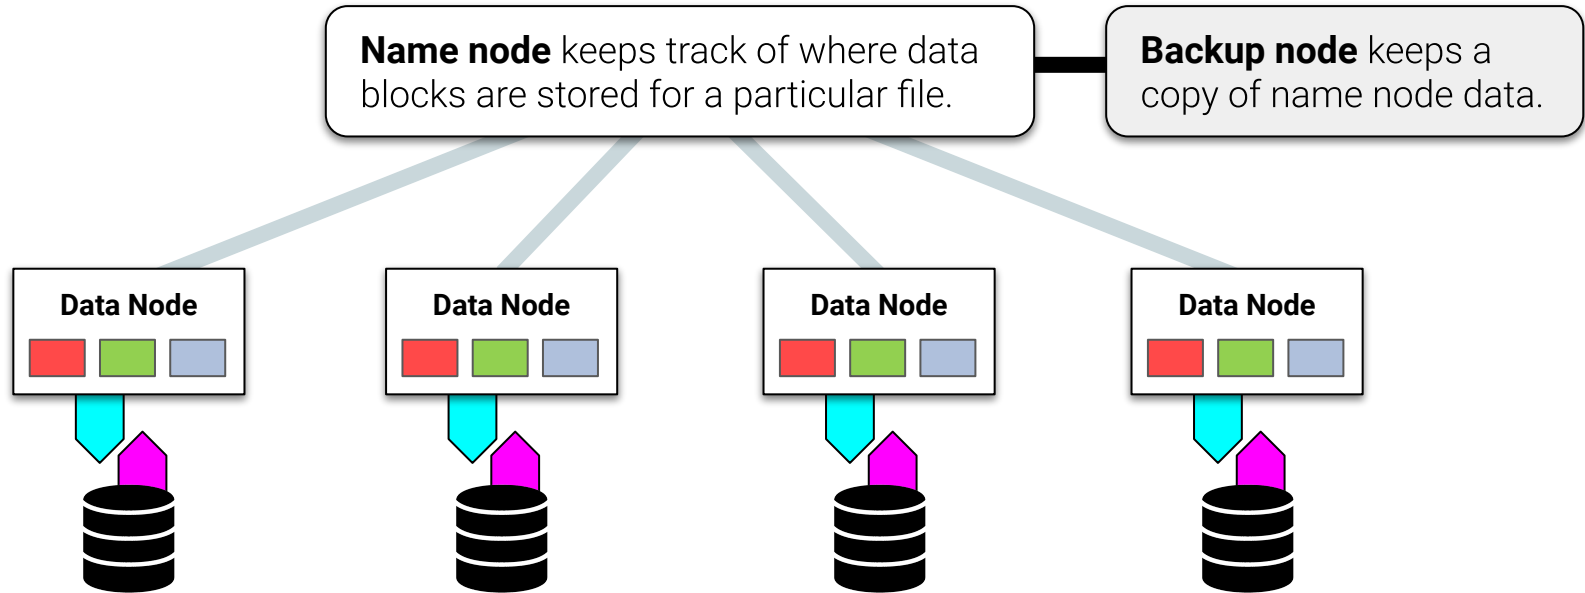 Name node keeps track of where data
blocks are stored for a particular file.
Backup node keeps a
copy of name node data.
Data Node
Data Node
Data Node
Data Node